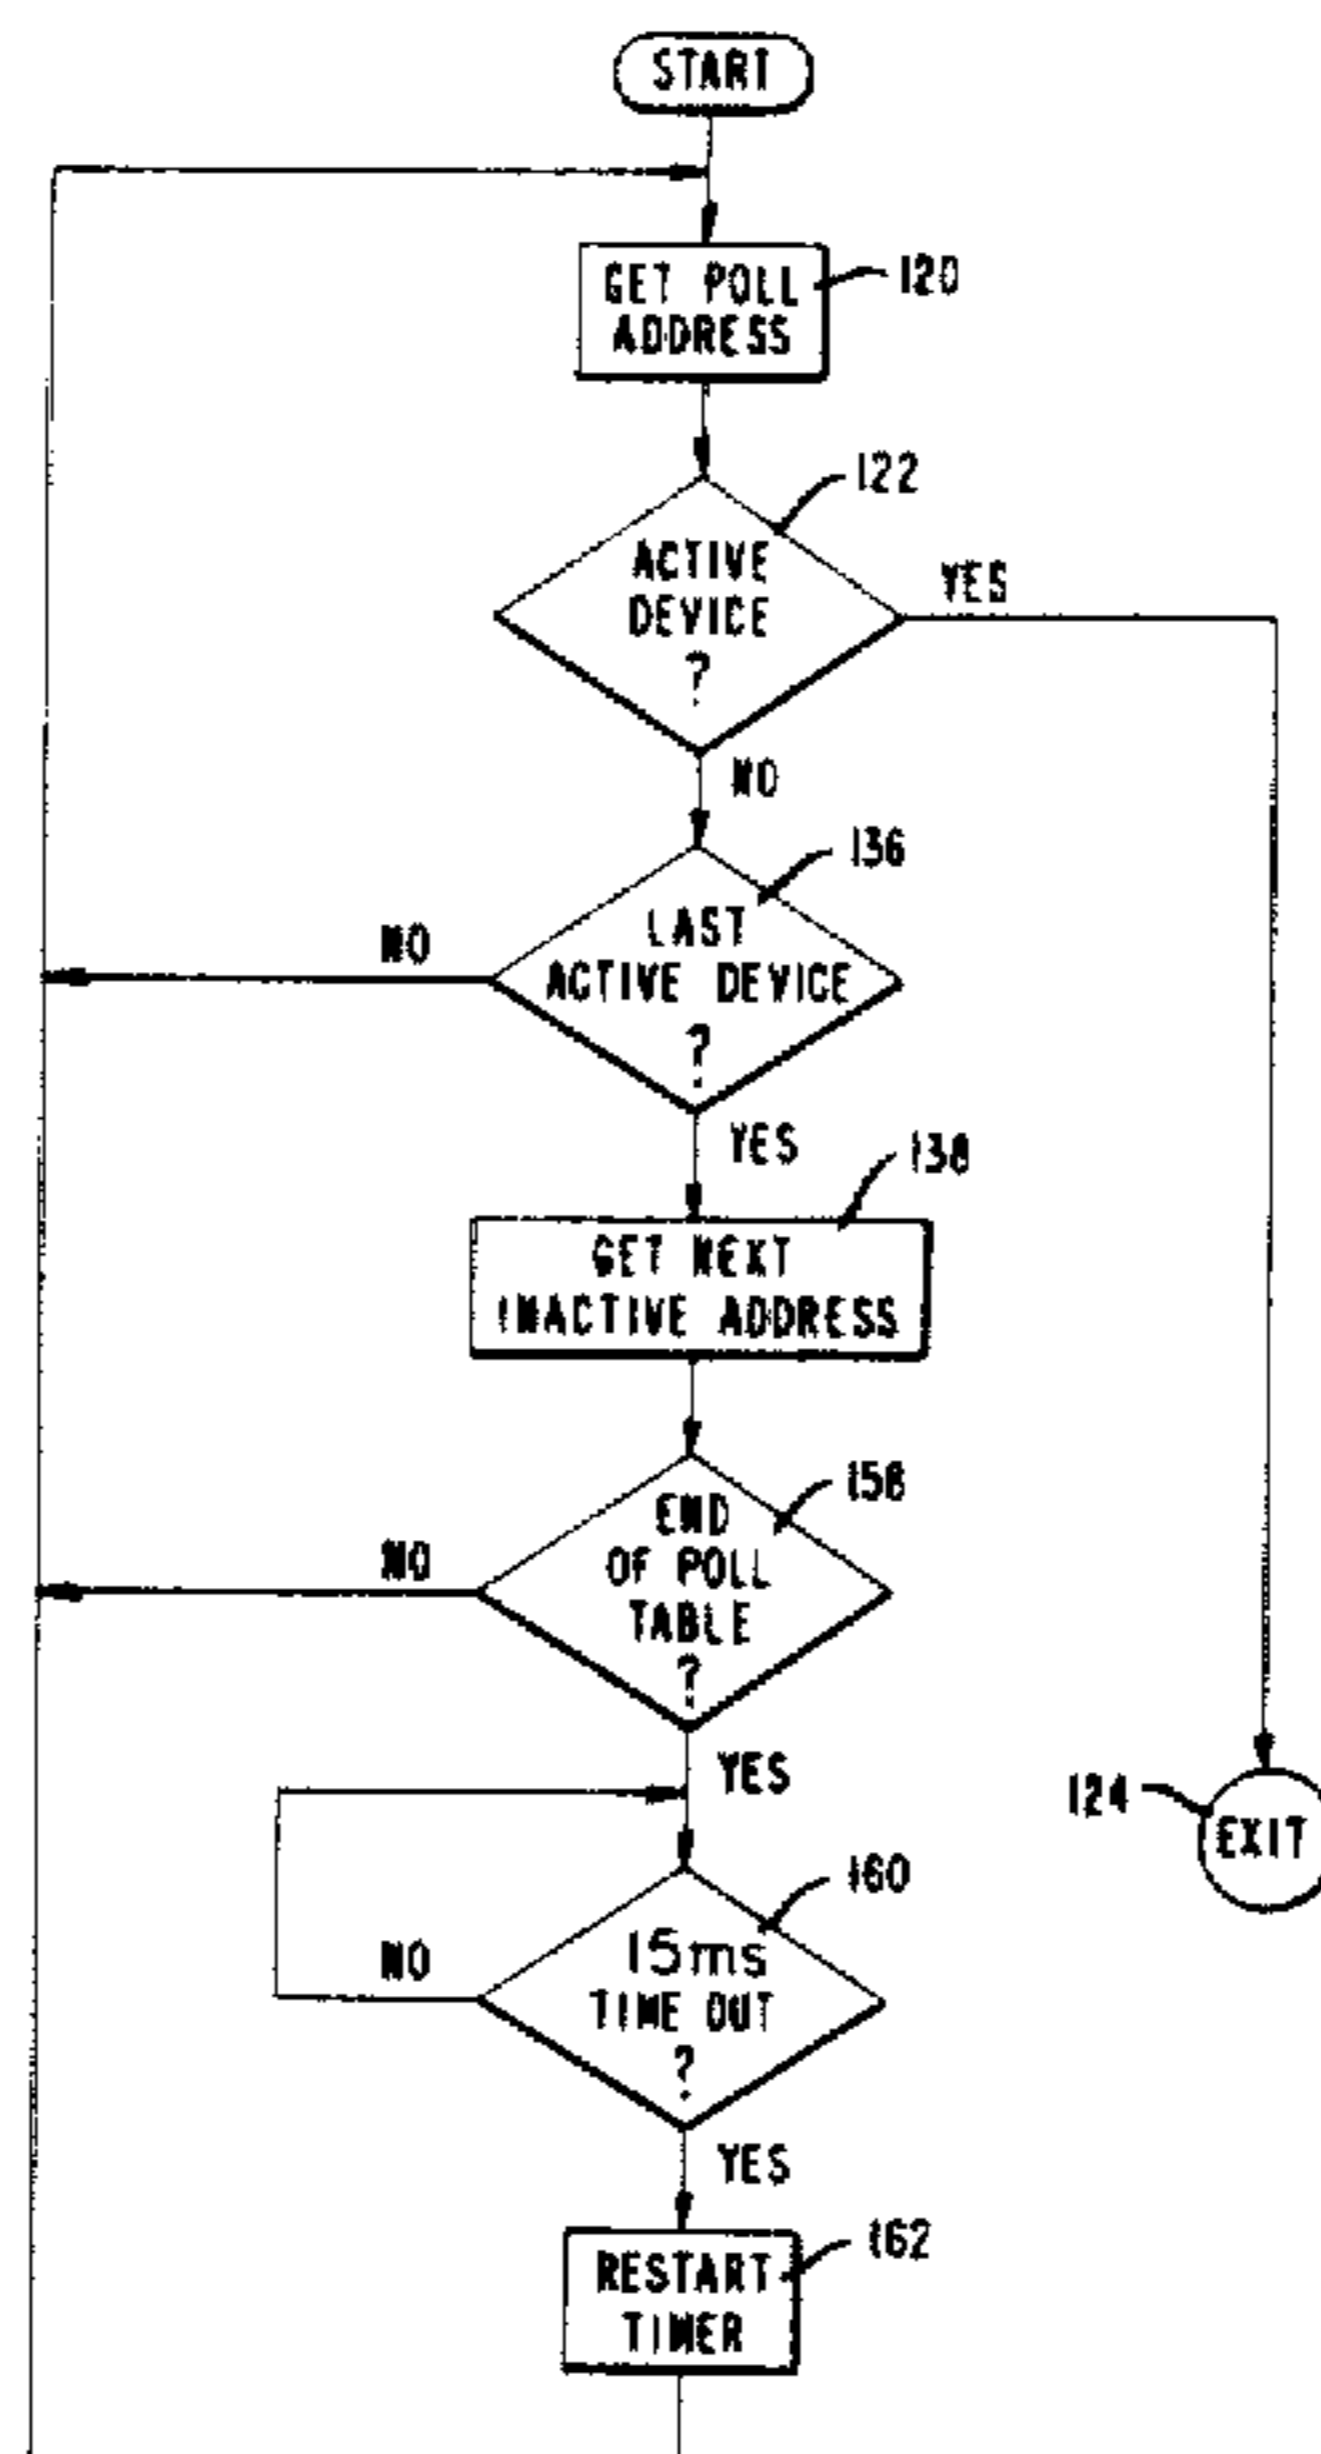 START
GET POLL
ADDRESS
120
122
ACTIVE
DEVICE
?
YES
NO
136
LAST
ACTIVE DEVICE
?
NO
YES
138
GET NEXT
INACTIVE ADDRESS
158
END
OF POLL
TABLE
?
NO
YES
124
EXIT
160
15ms
TIME OUT
?
NO
YES
162
RESTART
TIMER